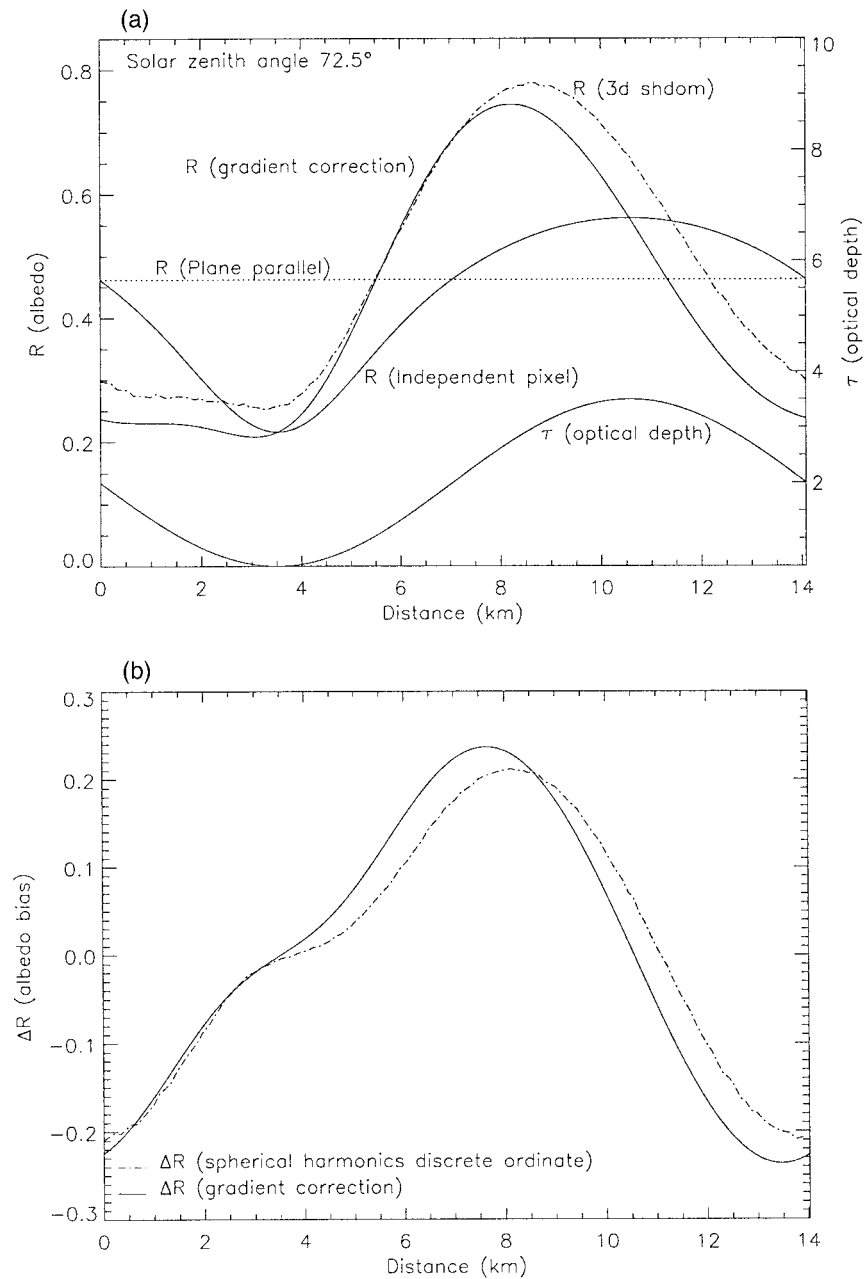 (a)
Solar zenith angle 72.5°
R (3d shdom)
R (gradient correction)
R (Plane parallel)
R (Independent pixel)
τ (optical depth)
0.8
0.6
0.4
0.2
0.0
R (albedo)
10
8
6
4
2
τ (optical depth)
0 2 4 6 8 10 12 14
Distance (km)
(b)
0.3
0.2
0.1
0.0
−0.1
−0.2
−0.3
ΔR (albedo bias)
ΔR (spherical harmonics discrete ordinate)
ΔR (gradient correction)
0 2 4 6 8 10 12 14
Distance (km)